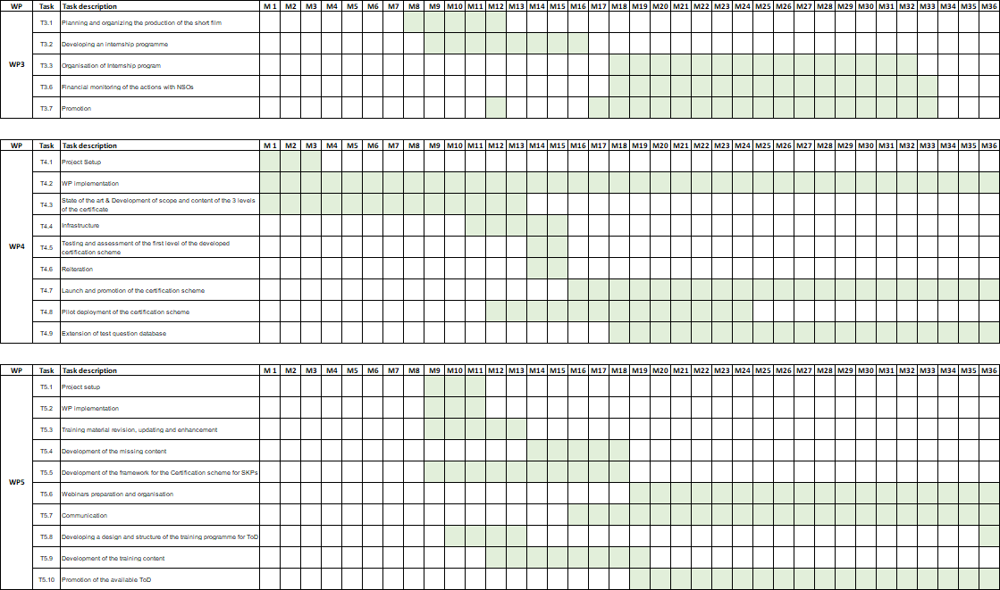 WP Task Task description M 1 M2 M3 M4 M5 M6 M7 M8 M9 M10 M11 M12 M13 M14 M15 M16 M17 M18 M19 M20 M21 M22 M23 M24 M25 M26 M27 M28 M29 M30 M31 M32 M33 M34 M35 M36
T3.1 Planning and organizing the production of the short film
T3.2 Developing an internship programme
WP3
T3.3 Organisation of Internship program
T3.6 Financial monitoring of the actions with NSOs
T3.7 Promotion
WP Task Task description M 1 M2 M3 M4 M5 M6 M7 M8 M9 M10 M11 M12 M13 M14 M15 M16 M17 M18 M19 M20 M21 M22 M23 M24 M25 M26 M27 M28 M29 M30 M31 M32 M33 M34 M35 M36
T4.1 Project Setup
T4.2 WP Implementation
T4.3 State of the art & Development of scope and content of the 3 levels
of the certificate
T4.4 Infrastructure
WP4
T4.5 Testing and assessment of the first level of the developed
certification scheme
T4.6 Reiteration
T4.7 Launch and promotion of the certification scheme
T4.8 Pilot deployment of the certification scheme
T4.9 Extension of test question database
WP Task Task description M 1 M2 M3 M4 M5 M6 M7 M8 M9 M10 M11 M12 M13 M14 M15 M16 M17 M18 M19 M20 M21 M22 M23 M24 M25 M26 M27 M28 M29 M30 M31 M32 M33 M34 M35 M36
T5.1 Project setup
T5.2 WP implementation
T5.3 Training material revision, updating and enhancement
T5.4 Development of the missing content
T5.5 Development of the framework for the Certification scheme for SKPs
WP5
T5.6 Webinars preparation and organisation
T5.7 Communication
T5.8 Developing a design and structure of the training programme for ToD
T5.9 Development of the training content
T5.10 Promotion of the available ToD